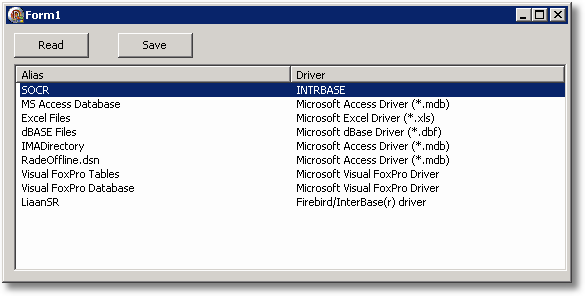 Form1
Read Save
Alias Driver
SOCR INTRBASE
MS Access Database Microsoft Access Driver (*.mdb)
Excel Files Microsoft Excel Driver (*.xls)
dBASE Files Microsoft dBase Driver (*.dbf)
IMADirectory Microsoft Access Driver (*.mdb)
RadeOffline.dsn Microsoft Access Driver (*.mdb)
Visual FoxPro Tables Microsoft Visual FoxPro Driver
Visual FoxPro Database Microsoft Visual FoxPro Driver
LiaanSR Firebird/InterBase(r) driver